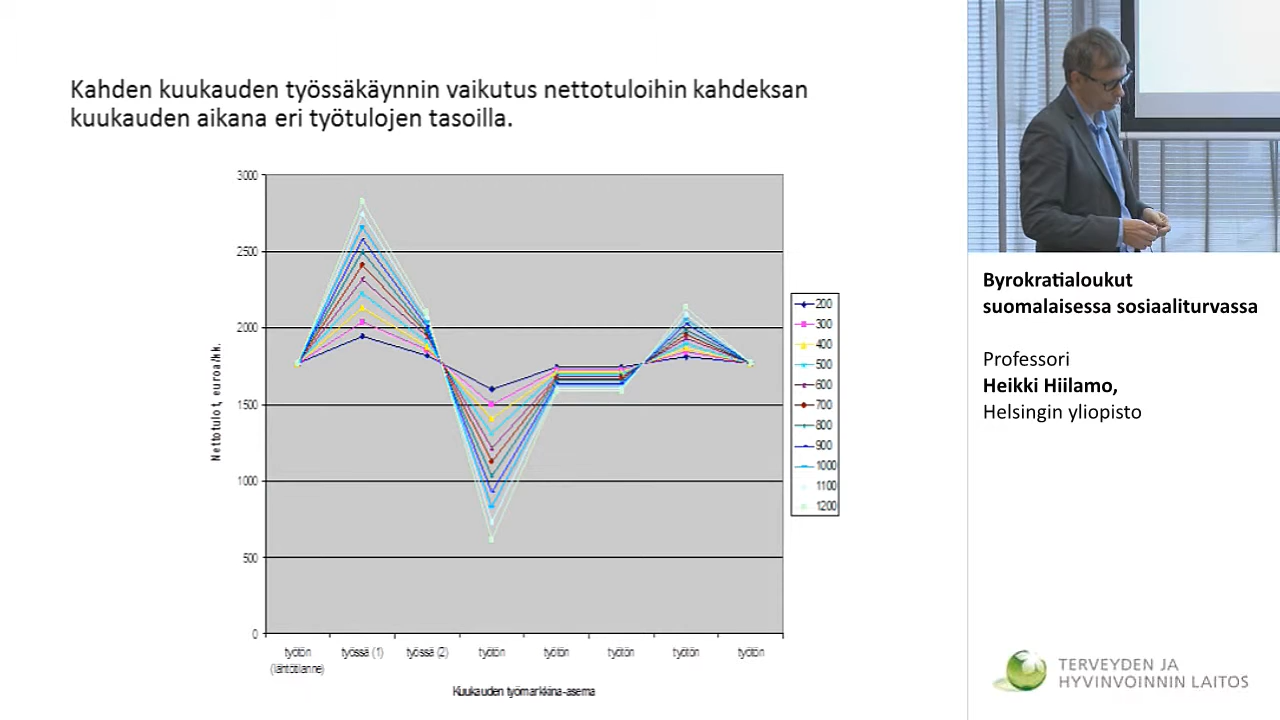 Kahden kuukauden työssäkäynnin vaikutus nettotuloihin kahdeksan
kuukauden aikana eri työtulojen tasoilla.
3000
2500
2000
1500
1000
500
0
Nettotulot, euroa/kk.
työtön
(lähtötilanne)
työssä (1)
työssä (2)
työtön
työtön
työtön
työtön
työtön
Kuukauden työmarkkina-asema
200
300
400
500
600
700
800
900
1000
1100
1200
Byrokratialoukut
suomalaisessa sosiaaliturvassa
Professori
Heikki Hiilamo,
Helsingin yliopisto
TERVEYDEN JA
HYVINVOINNIN LAITOS